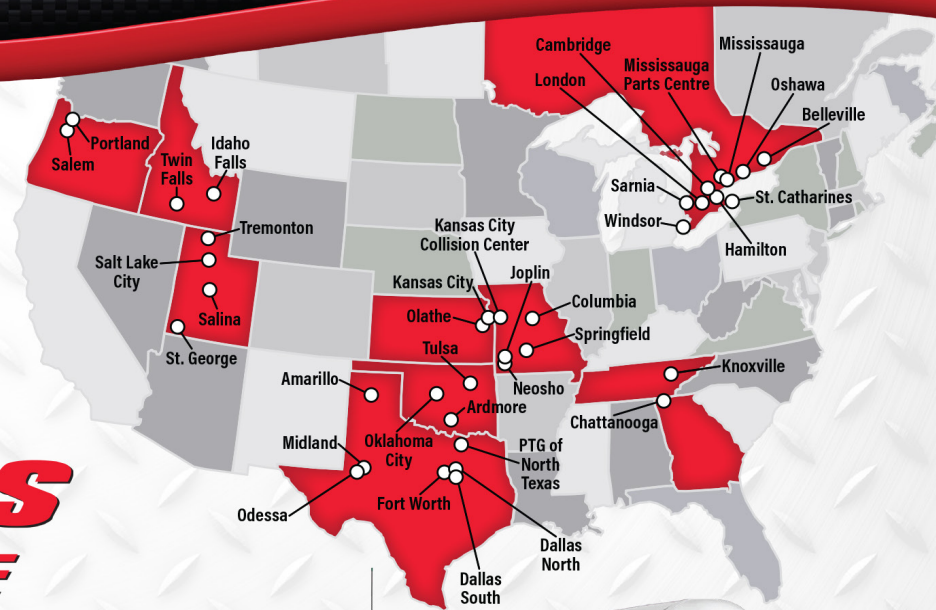 Cambridge
Mississauga
Mississauga
Parts Centre
London
Oshawa
Belleville
Portland
Salem
Idaho
Falls
Twin
Falls
Sarnia
St. Catharines
Windsor
Hamilton
Tremonton
Kansas City
Collision Center
Salt Lake
City
Joplin
Kansas City
Columbia
Olathe
Salina
Springfield
St. George
Tulsa
Knoxville
Amarillo
Neosho
Ardmore
Chattanooga
Midland
Oklahoma
City
PTG of
North
Texas
Fort Worth
Odessa
Dallas
North
Dallas
South
S